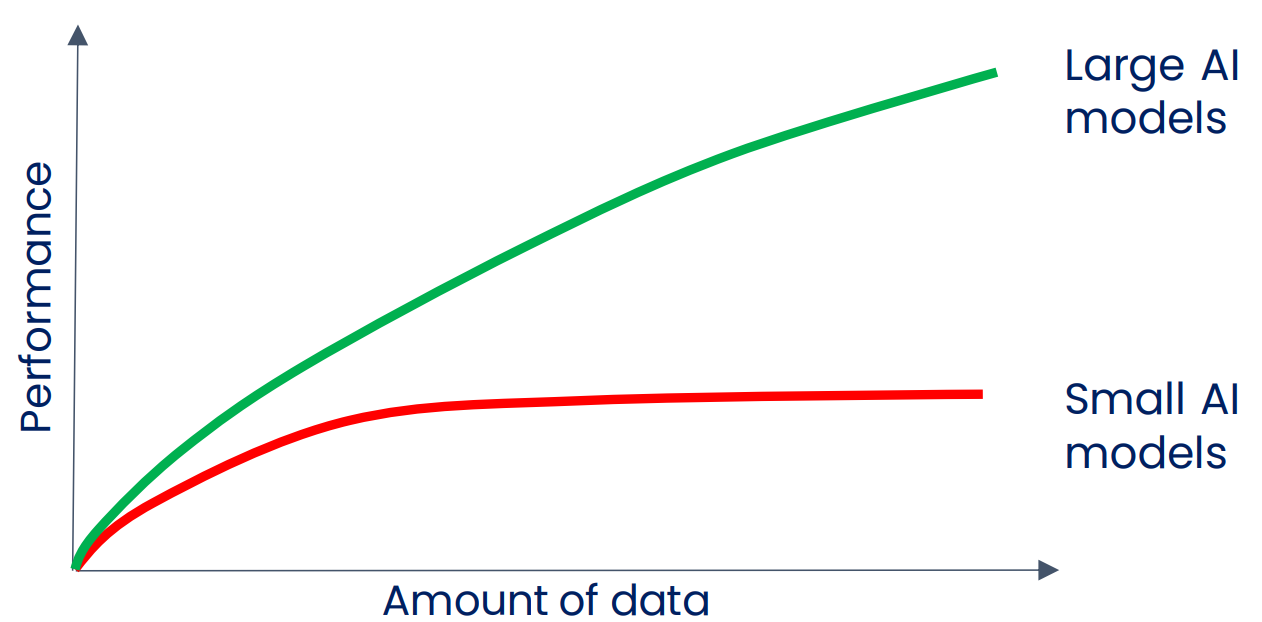 Large AI
models
Performance
Small AI
models
Amount of data